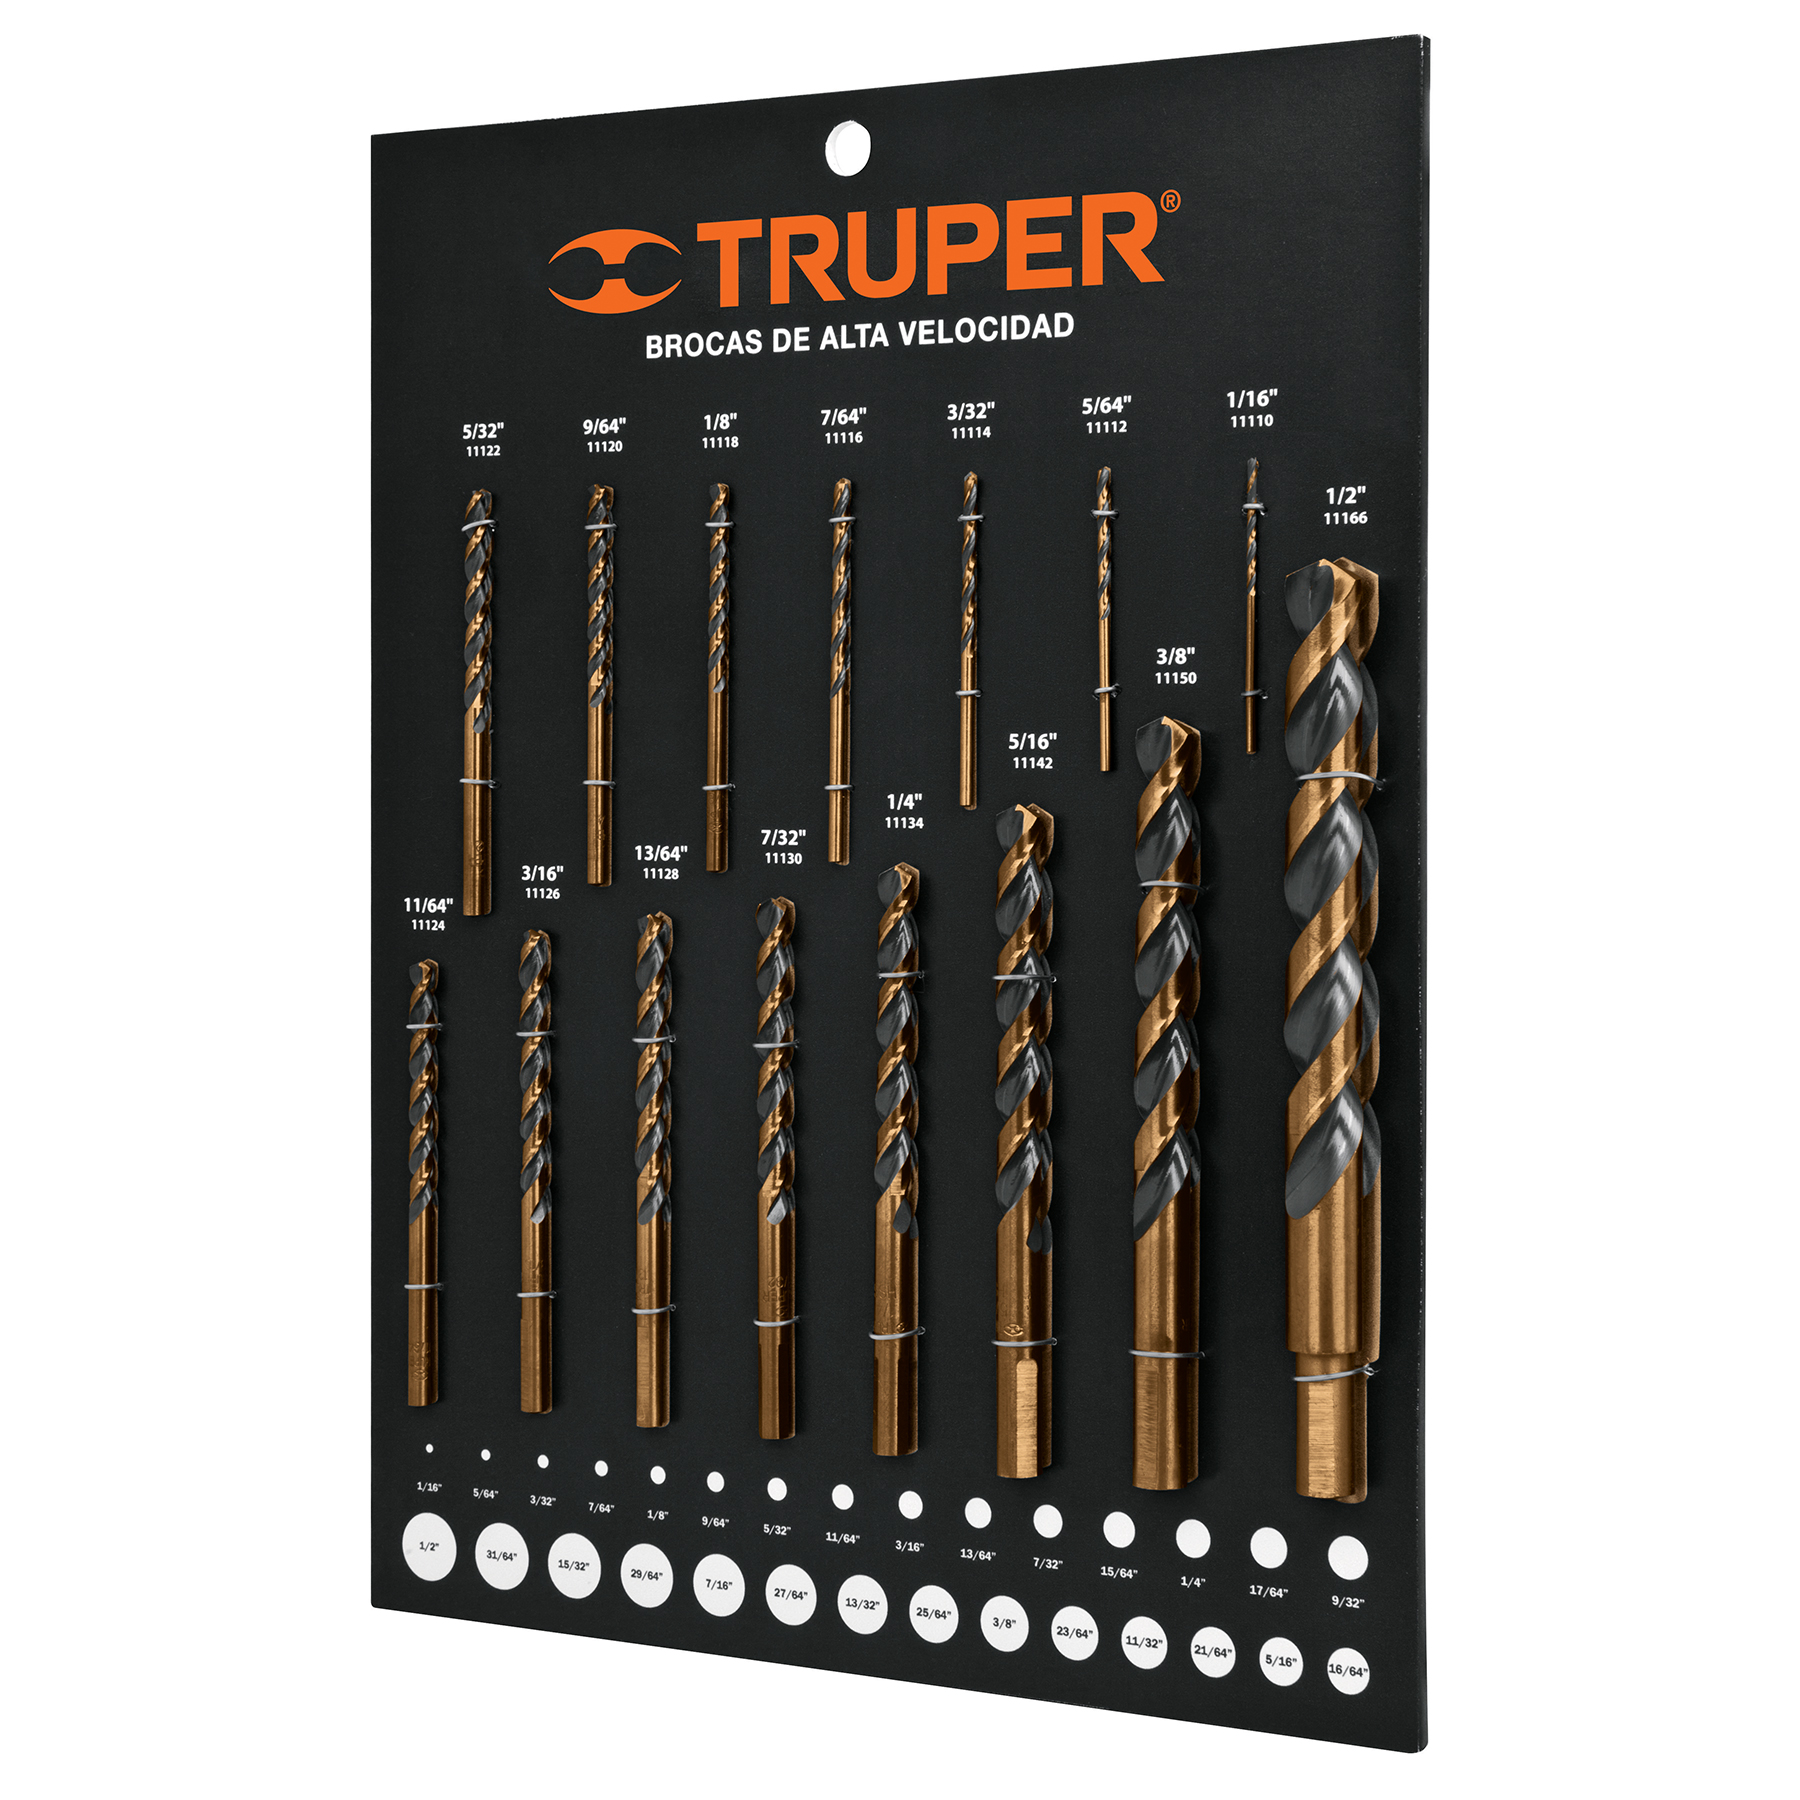 TRUPER®
BROCAS DE ALTA VELOCIDAD
5/32" 9/64" 1/8" 7/64" 3/32" 5/64" 1/16"
11122 11120 11118 11116 11114 11112 11110
1/2"
11166
3/8"
11150
5/16"
11142
1/4"
11134
7/32"
11130
13/64"
11128
3/16"
11126
11/64"
11124
1/16" 5/64" 3/32" 7/64" 1/8" 9/64" 5/32" 11/64" 3/16" 13/64" 7/32" 15/64" 1/4" 17/64" 9/32"
1/2" 31/64" 15/32" 29/64" 7/16" 27/64" 13/32" 25/64" 3/8" 23/64" 11/32" 21/64" 5/16" 16/64"